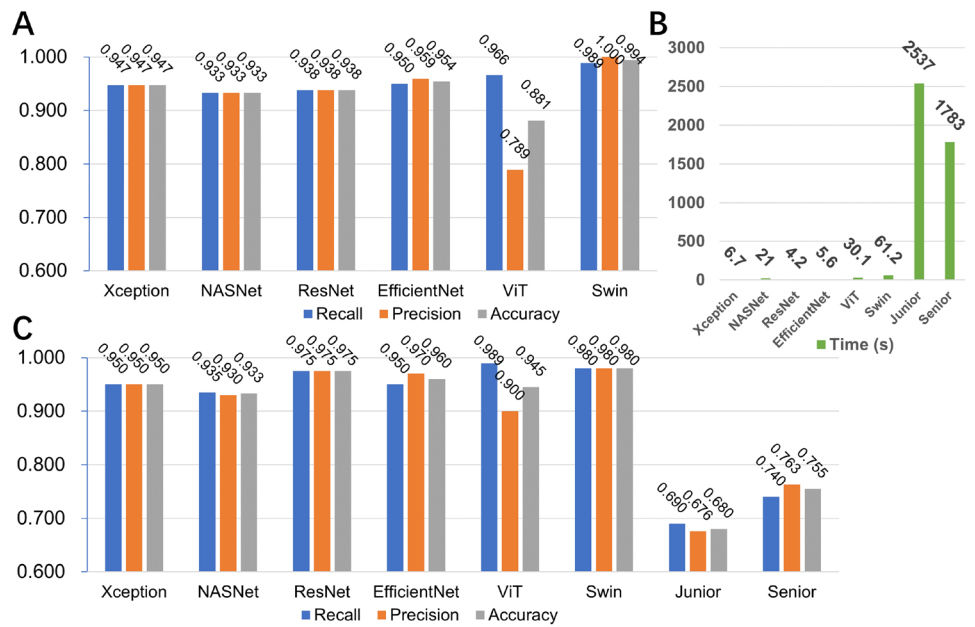 A
0.947 0.947 0.947 0.933 0.933 0.933 0.938 0.938 0.938 0.950 0.959 0.954 0.966 0.789 0.881 0.989 1.000 0.994
1.000
0.900
0.800
0.700
0.600
Xception NASNet ResNet EfficientNet ViT Swin
Recall Precision Accuracy
B
3000
2500
2000
1500
1000
500
0
6.7 21 4.2 5.6 30.1 61.2 2537 1783
Xception NASNet ResNet EfficientNet ViT Swin Junior Senior
Time (s)
C
0.950 0.950 0.950 0.935 0.930 0.933 0.975 0.975 0.975 0.950 0.970 0.960 0.989 0.900 0.945 0.980 0.980 0.980 0.690 0.676 0.680 0.740 0.763 0.755
1.000
0.900
0.800
0.700
0.600
Xception NASNet ResNet EfficientNet ViT Swin Junior Senior
Recall Precision Accuracy